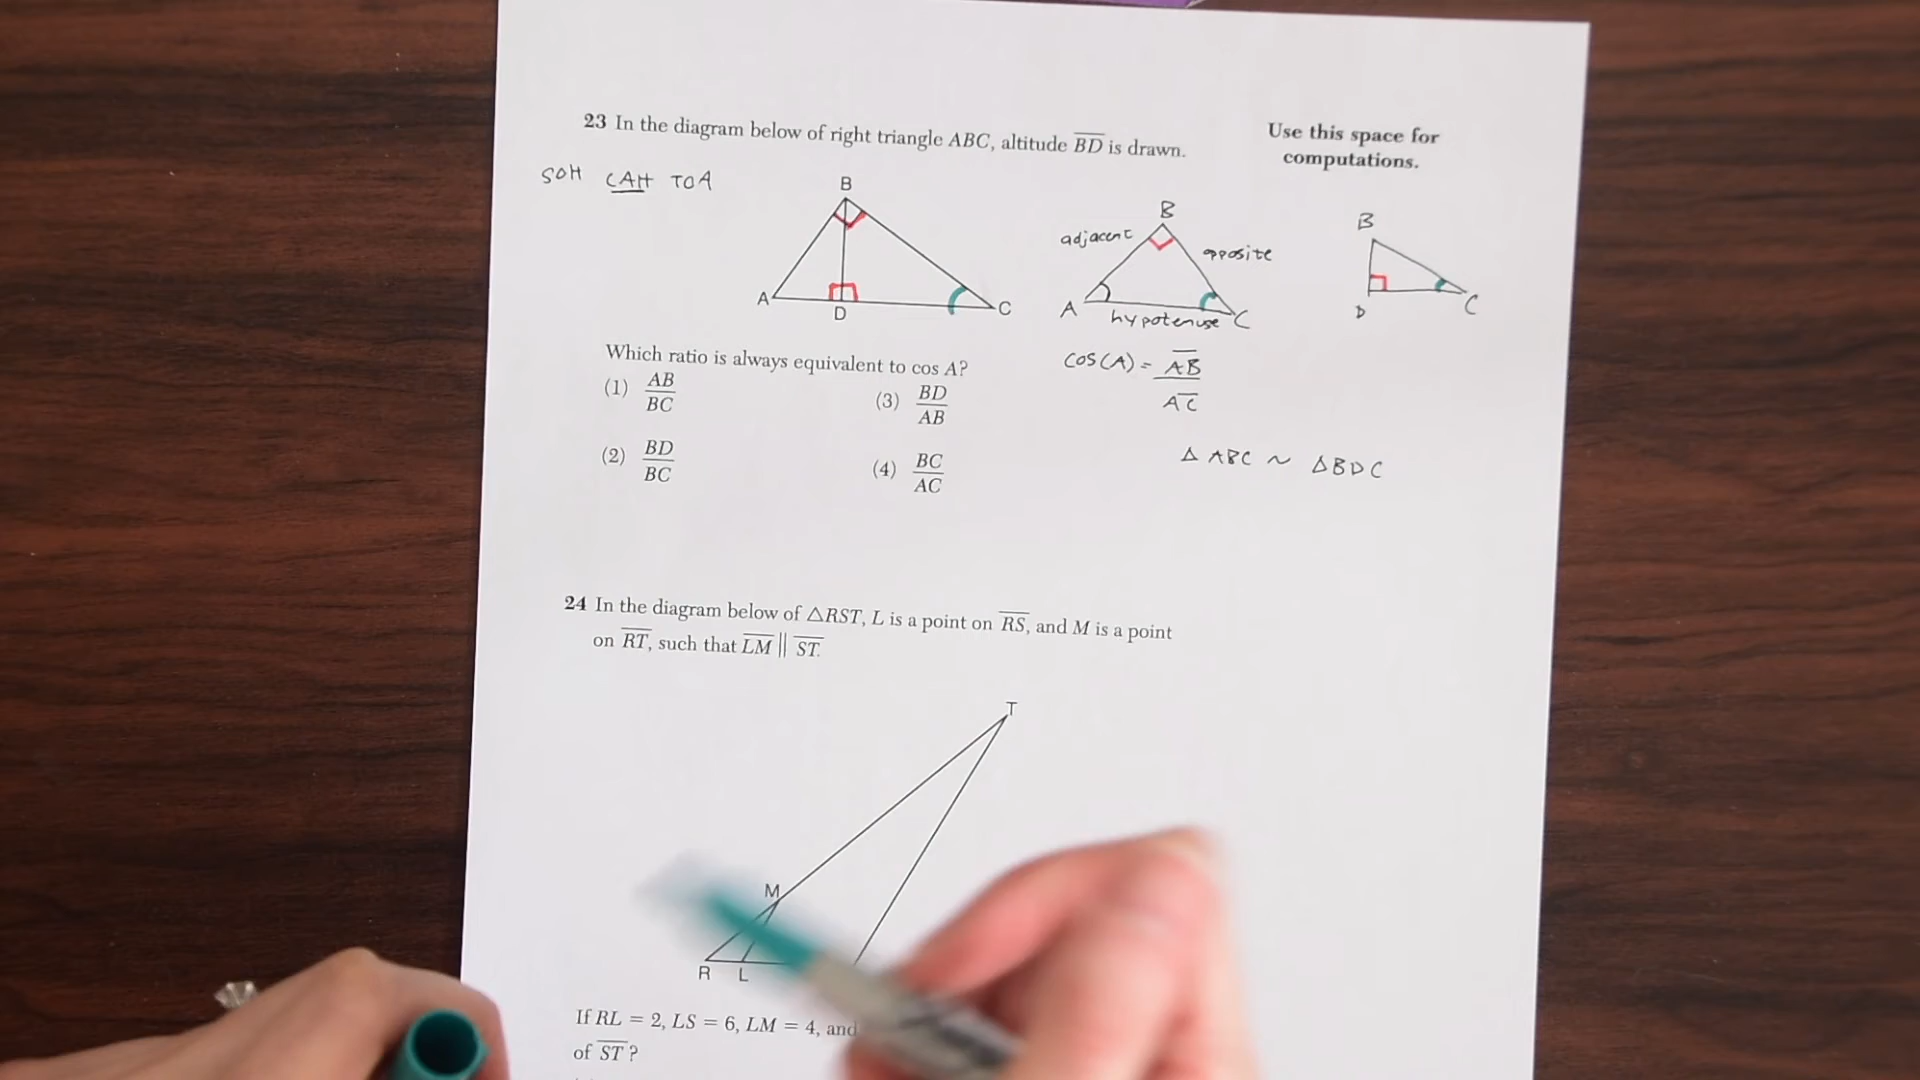 23 In the diagram below of right triangle ABC, altitude BD is drawn.
Use this space for
computations.
SOH CAH TOA
B
A
D
C
B
adjacent
opposite
A
hypotenuse
C
B
D
C
Which ratio is always equivalent to cos A?
(1) AB/BC
(3) BD/AB
(2) BD/BC
(4) BC/AC
cos(A) = AB/AC
△ ABC ~ △BDC
24 In the diagram below of △RST, L is a point on RS, and M is a point
on RT, such that LM || ST.
T
M
R
L
If RL = 2, LS = 6, LM = 4, and
of ST?